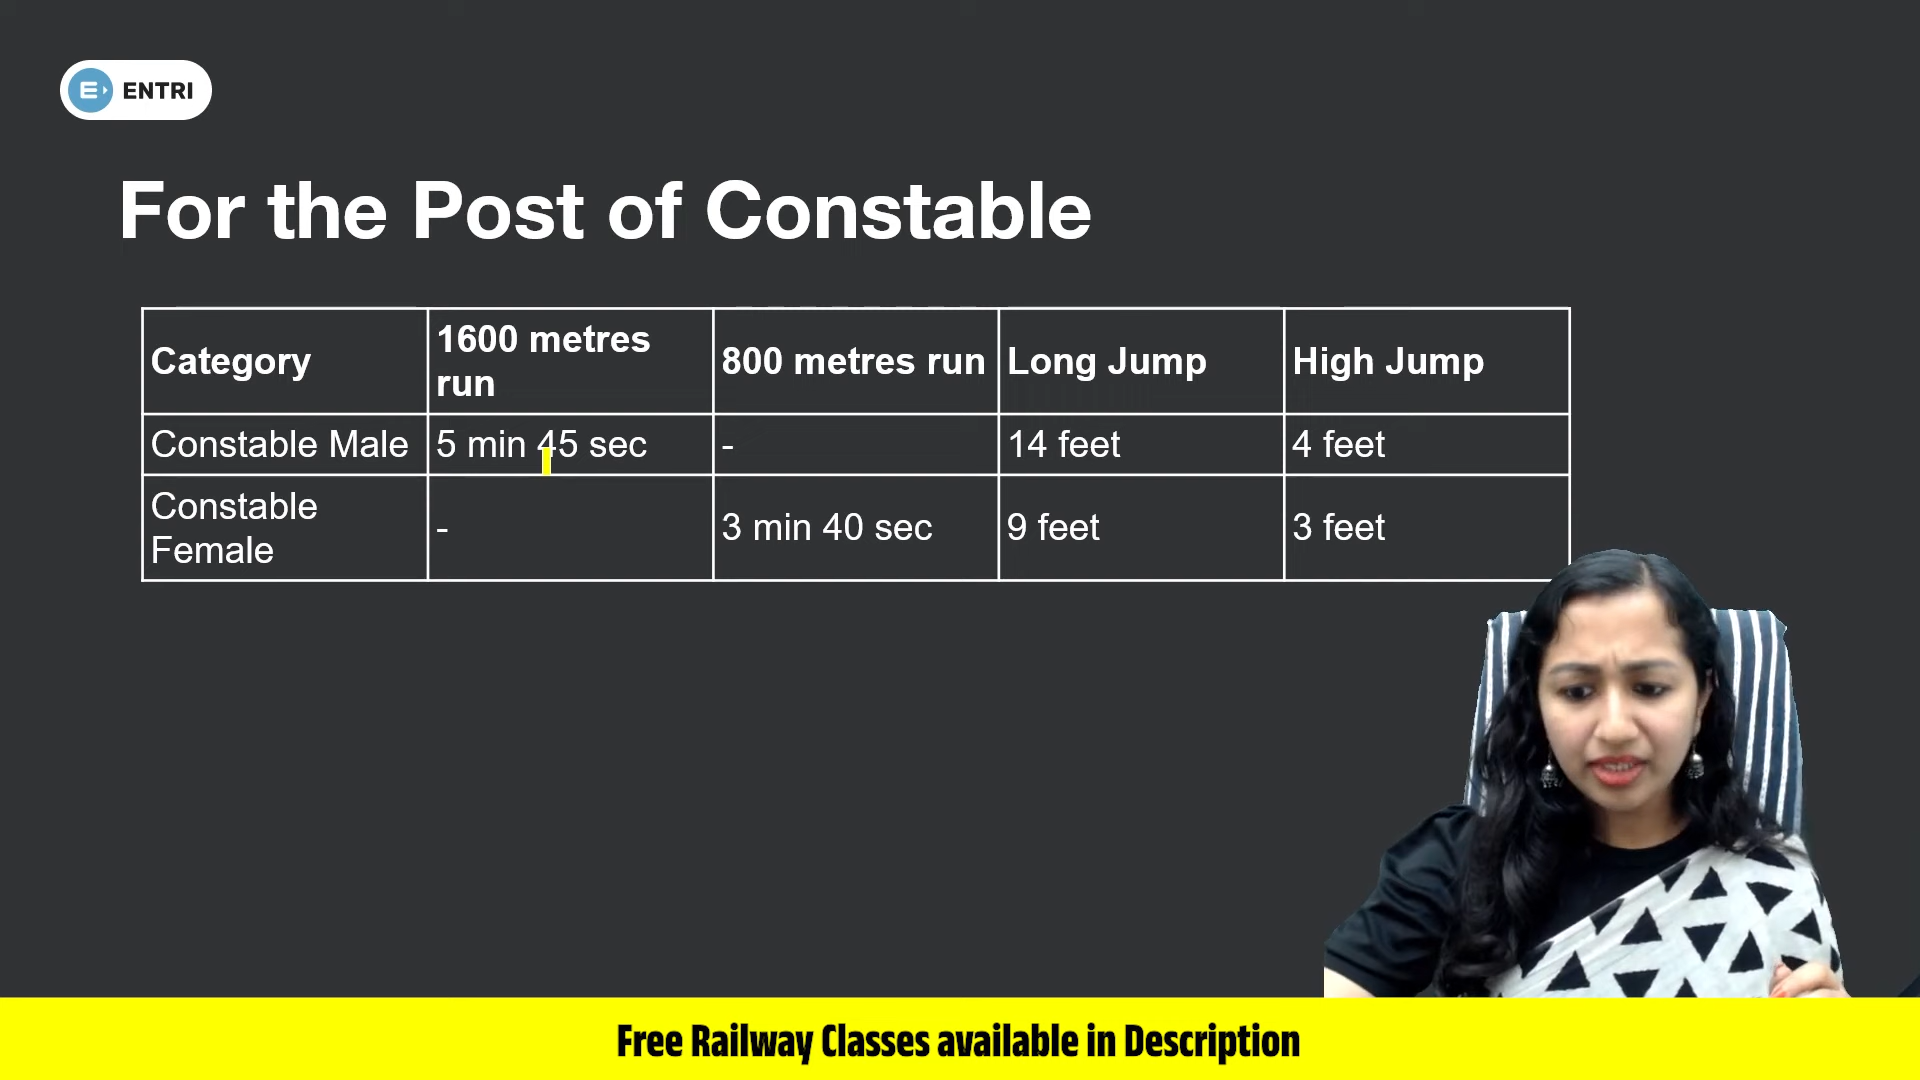 ENTRI
For the Post of Constable
Category
1600 metres
run
800 metres run
Long Jump
High Jump
Constable Male
5 min 45 sec
-
14 feet
4 feet
Constable
Female
-
3 min 40 sec
9 feet
3 feet
Free Railway Classes available in Description